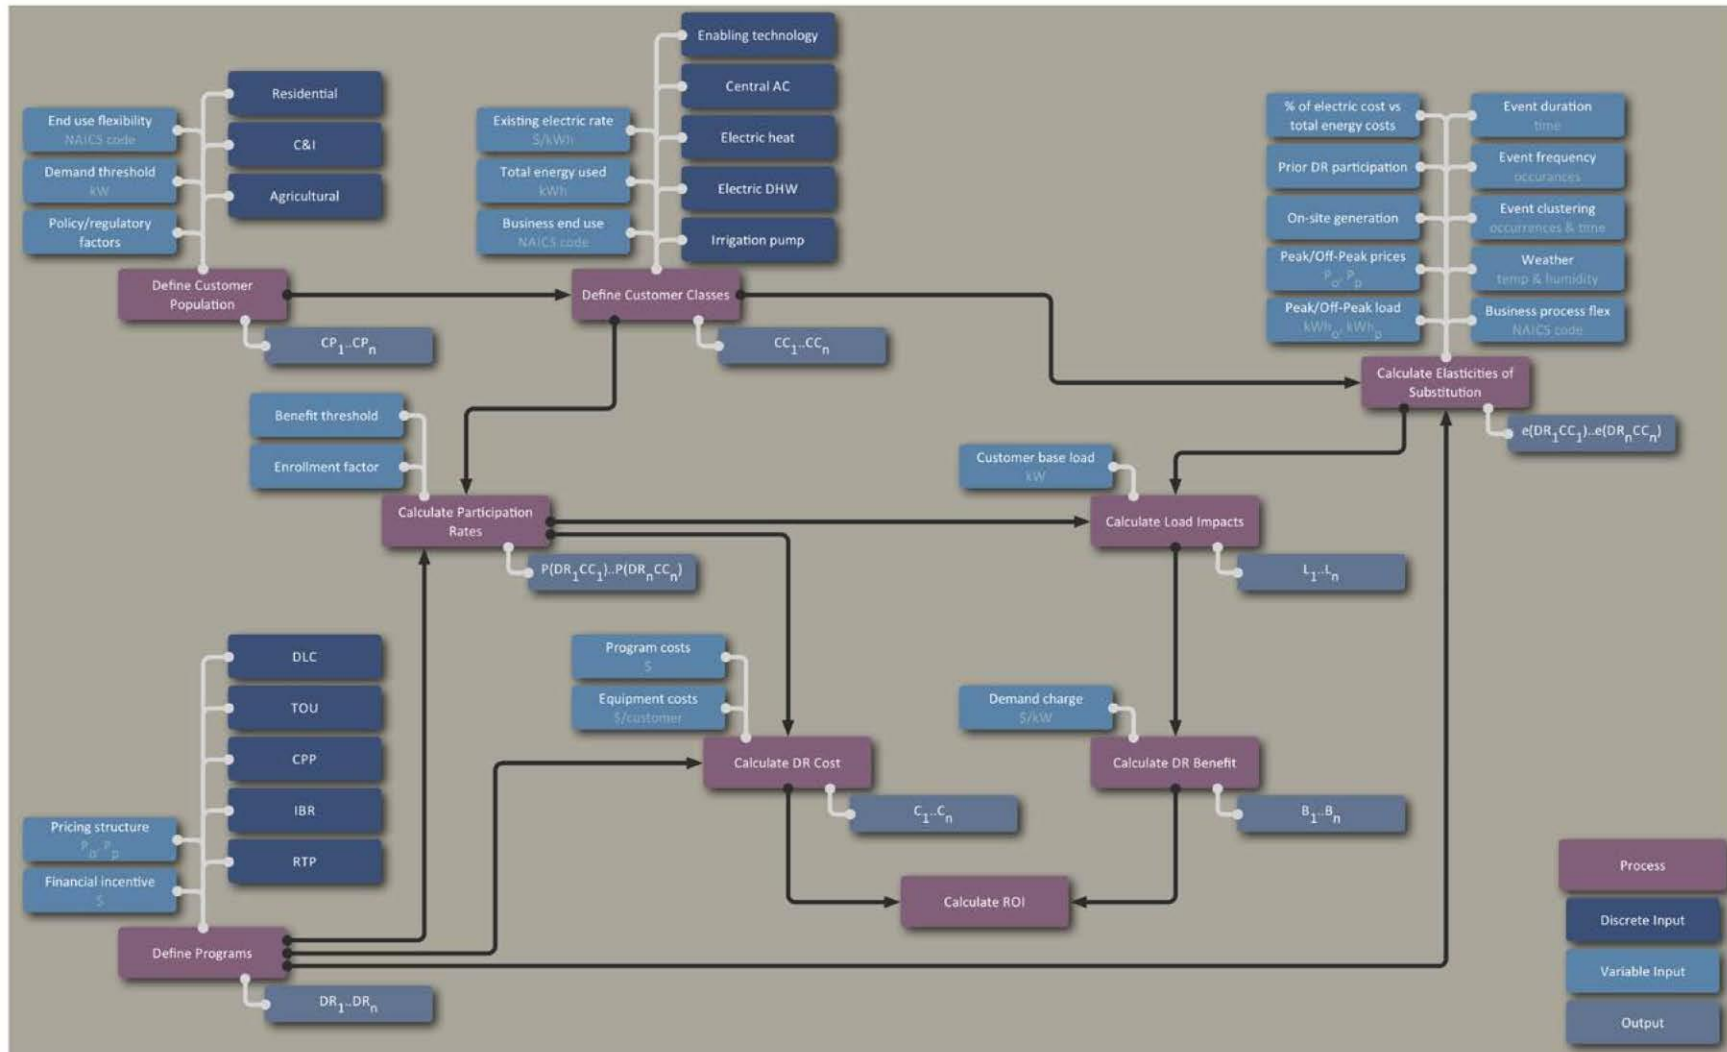 Residential
C&I
Agricultural
End use flexibility
NAICS code
Demand threshold
kW
Policy/regulatory
factors
Define Customer
Population
CP1..CPn
Enabling technology
Central AC
Electric heat
Electric DHW
Irrigation pump
Existing electric rate
$/kWh
Total energy used
kWh
Business end use
NAICS code
Define Customer Classes
CC1..CCn
% of electric cost vs
total energy costs
Prior DR participation
On-site generation
Peak/Off-Peak prices
Po, Pp
Peak/Off-Peak load
kWho, kWhp
Event duration
time
Event frequency
occurances
Event clustering
occurrences & time
Weather
temp & humidity
Business process flex
NAICS code
Calculate Elasticities of
Substitution
e(DR1CC1)..e(DRnCCn)
Benefit threshold
Enrollment factor
Calculate Participation
Rates
P(DR1CC1)..P(DRnCCn)
Customer base load
kW
Calculate Load Impacts
L1..Ln
DLC
TOU
CPP
IBR
RTP
Pricing structure
Po, Pp
Financial incentive
$
Define Programs
DR1..DRn
Program costs
$
Equipment costs
$/customer
Calculate DR Cost
C1..Cn
Demand charge
$/kW
Calculate DR Benefit
B1..Bn
Calculate ROI
Process
Discrete Input
Variable Input
Output